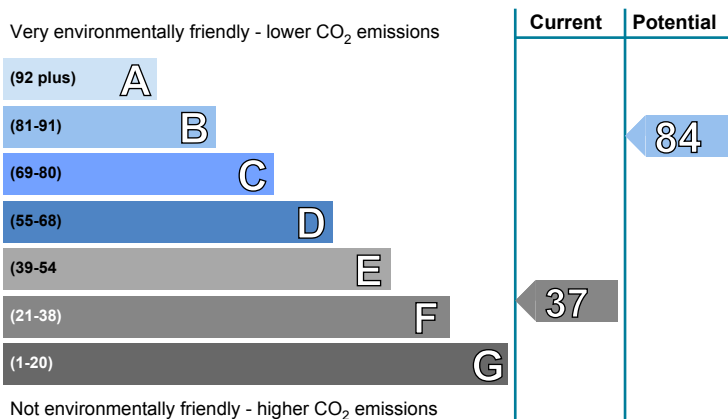 Current Potential
Very environmentally friendly - lower CO2 emissions
(92 plus) A
(81-91) B
84
(69-80) C
(55-68) D
(39-54 E
(21-38) F
37
(1-20) G
Not environmentally friendly - higher CO2 emissions